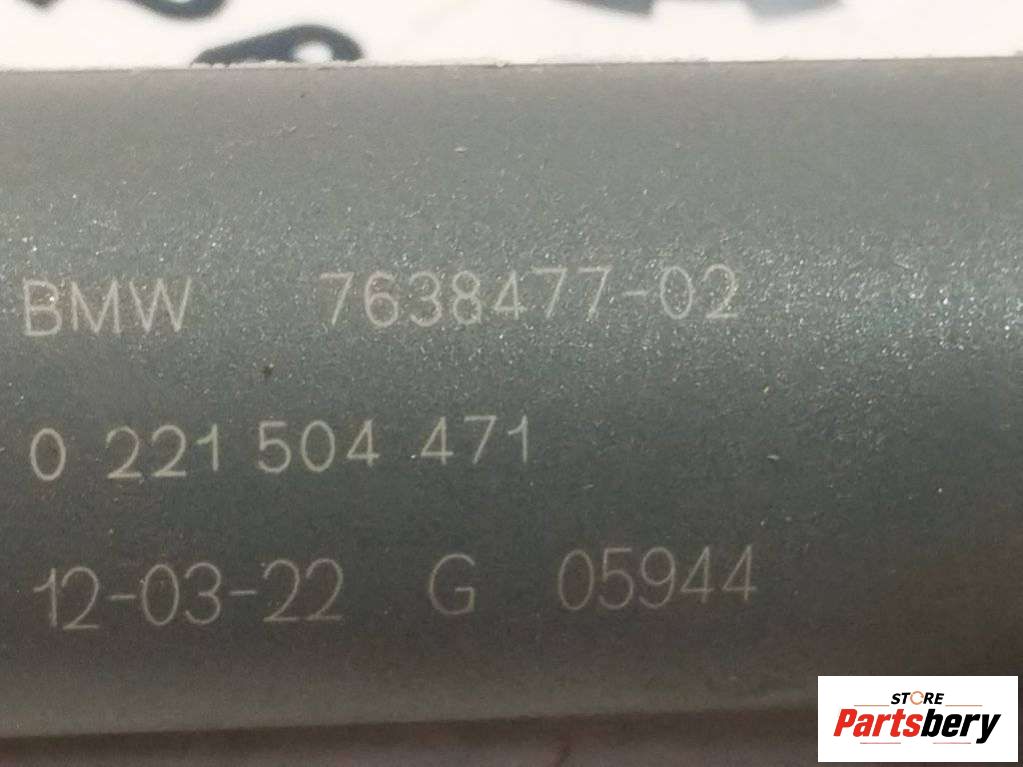 BMW 7638477-02
0 221 504 471
12-03-22 G 05944
STORE
Partsbery